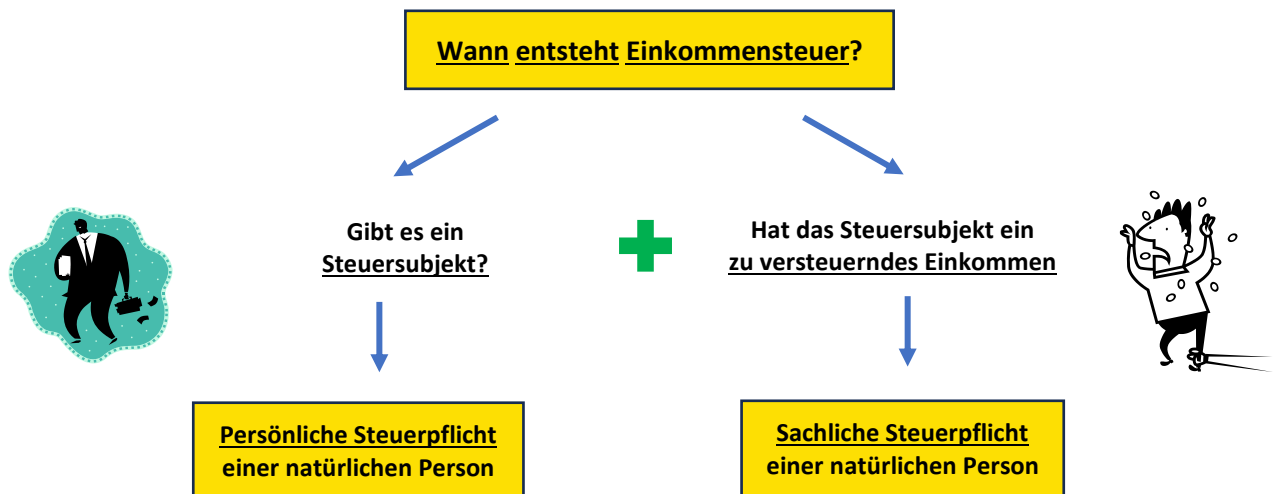 Wann entsteht Einkommensteuer?
Gibt es ein
Steuersubjekt?
Hat das Steuersubjekt ein
zu versteuerndes Einkommen
Persönliche Steuerpflicht
einer natürlichen Person
Sachliche Steuerpflicht
einer natürlichen Person